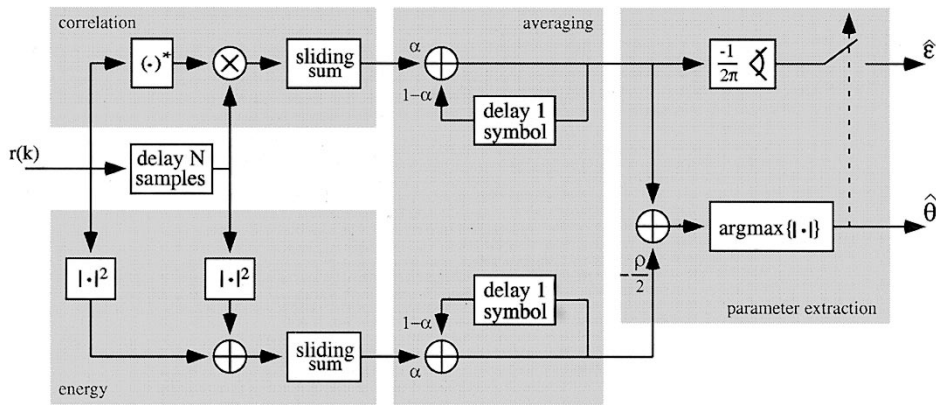 correlation
averaging
(·)*
sliding
sum
α
1−α
delay 1
symbol
-1
2π
ε̂
r(k)
delay N
samples
θ̂
argmax{|·|}
|·|²
|·|²
delay 1
symbol
−ρ
2
parameter extraction
1−α
α
sliding
sum
energy